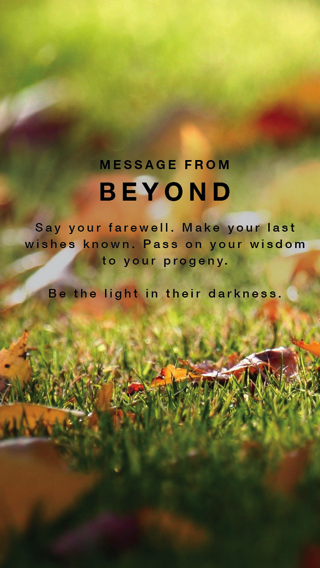 MESSAGE FROM
BEYOND
Say your farewell. Make your last
wishes known. Pass on your wisdom
to your progeny.
Be the light in their darkness.